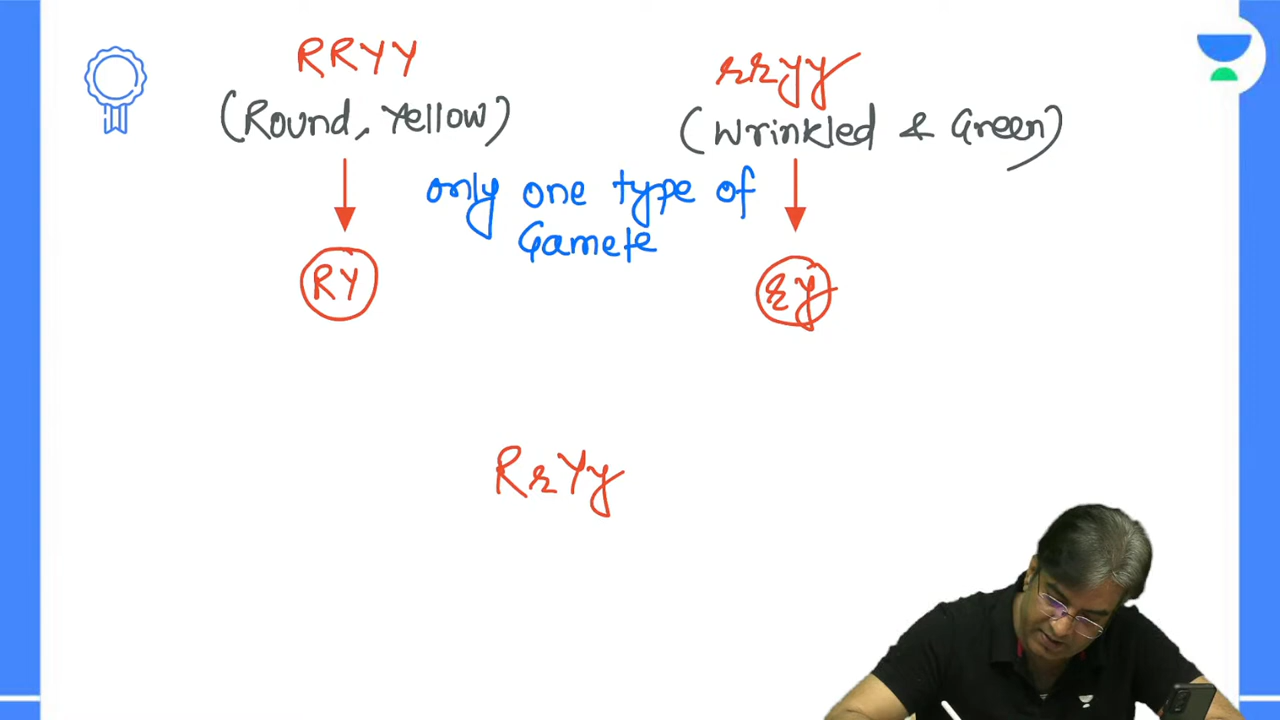 RRYY
rryy
(Round, Yellow)
(Wrinkled & Green)
only one type of
Gamete
RY
ry
RrYy